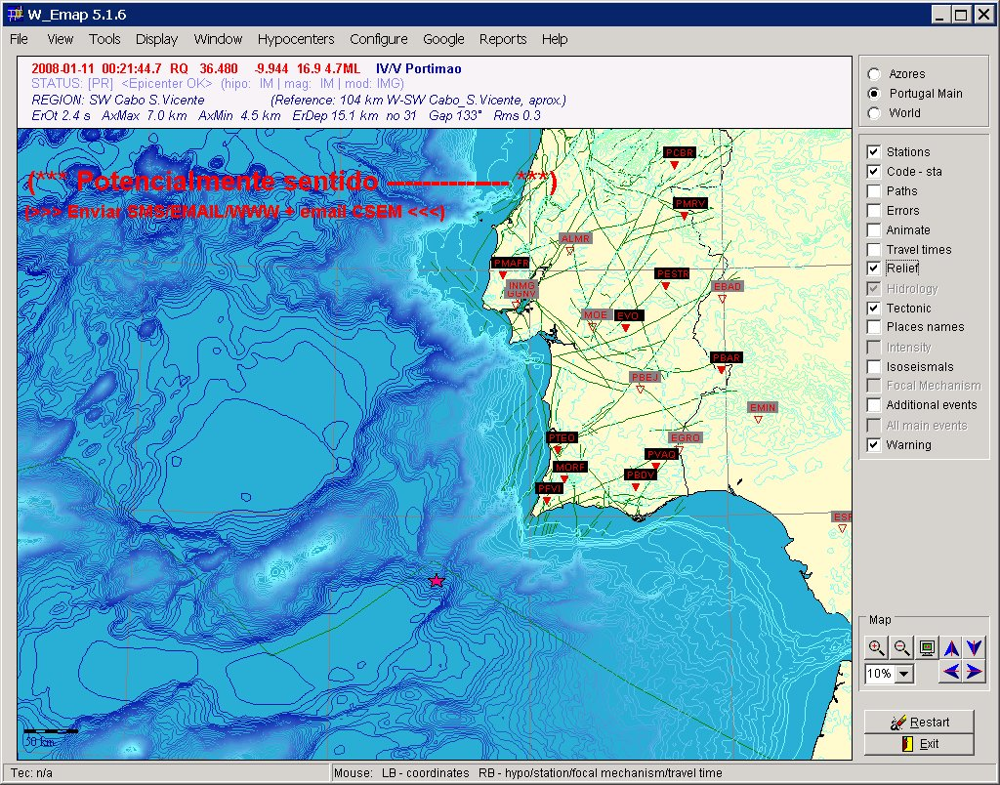 W_Emap 5.1.6
File View Tools Display Window Hypocenters Configure Google Reports Help
2008-01-11 00:21:44.7 RQ 36.480 -9.944 16.9 4.7ML IV/V Portimao
STATUS: [PR] <Epicenter OK> (hipo: IM | mag: IM | mod: IMG)
REGION: SW Cabo S.Vicente (Reference: 104 km W-SW Cabo_S.Vicente, aprox.)
ErOt 2.4 s AxMax 7.0 km AxMin 4.5 km ErDep 15.1 km no 31 Gap 133° Rms 0.3
(*** Potencialmente sentido -------------- ***)
(>>> Enviar SMS/EMAIL/WWW + email CSEM <<<)
PCBR
PMRV
ALMR
PMAFR
PESTR
INMG
GGNV
EBAD
MOE
EVO
PBAR
PBEJ
EMIN
PTEO
EGRO
PVAQ
MORF
PBDV
PFVI
50 km
Azores
Portugal Main
World
Stations
Code - sta
Paths
Errors
Animate
Travel times
Relief
Hidrology
Tectonic
Places names
Intensity
Isoseismals
Focal Mechanism
Additional events
All main events
Warning
Map
10%
Restart
Exit
Tec: n/a
Mouse: LB - coordinates RB - hypo/station/focal mechanism/travel time